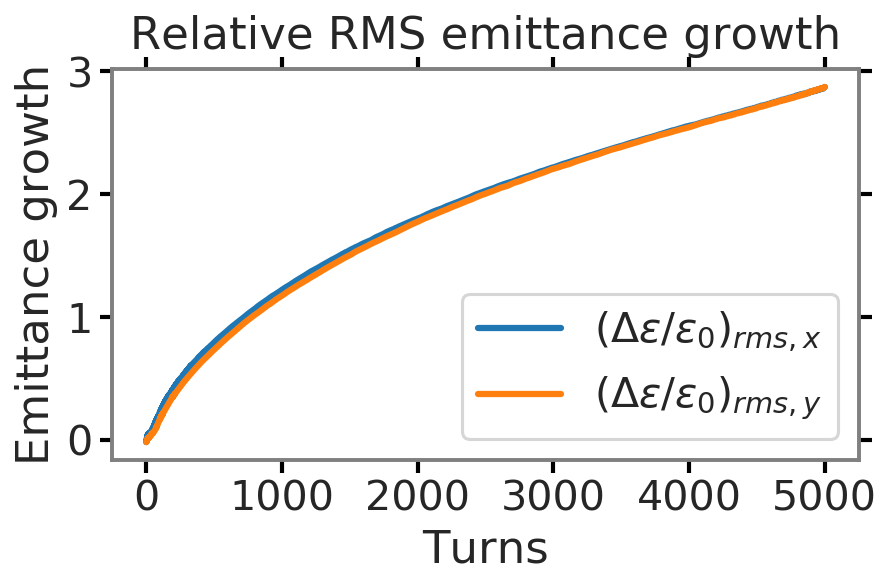 Relative RMS emittance growth
Emittance growth
3
2
1
0
(Δε/ε₀)rms, x
(Δε/ε₀)rms, y
0 1000 2000 3000 4000 5000
Turns